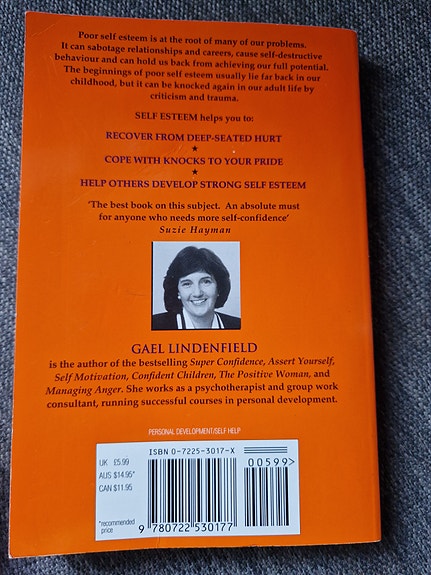 Poor self esteem is at the root of many of our problems.
It can sabotage relationships and careers, cause self-destructive
behaviour and can hold us back from achieving our full potential.
The beginnings of poor self esteem usually lie far back in our
childhood, but it can be knocked again in our adult life by
criticism and trauma.
SELF ESTEEM helps you to:
RECOVER FROM DEEP-SEATED HURT
★
COPE WITH KNOCKS TO YOUR PRIDE
★
HELP OTHERS DEVELOP STRONG SELF ESTEEM
'The best book on this subject. An absolute must
for anyone who needs more self-confidence'
Suzie Hayman
GAEL LINDENFIELD
is the author of the bestselling Super Confidence, Assert Yourself,
Self Motivation, Confident Children, The Positive Woman, and
Managing Anger. She works as a psychotherapist and group work
consultant, running successful courses in personal development.
PERSONAL DEVELOPMENT/SELF HELP
ISBN 0-7225-3017-X
UK £5.99
AUS $14.95*
CAN $11.95
*recommended
price
00599>
9 780722 530177